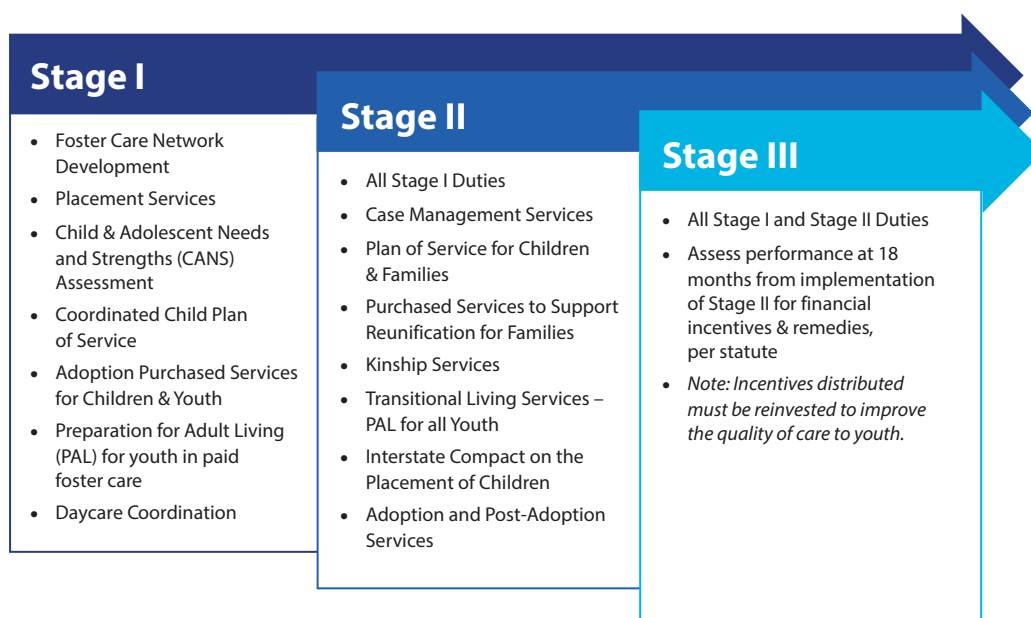 Stage I
• Foster Care Network
Development
• Placement Services
• Child & Adolescent Needs
and Strengths (CANS)
Assessment
• Coordinated Child Plan
of Service
• Adoption Purchased Services
for Children & Youth
• Preparation for Adult Living
(PAL) for youth in paid
foster care
• Daycare Coordination
Stage II
• All Stage I Duties
• Case Management Services
• Plan of Service for Children
& Families
• Purchased Services to Support
Reunification for Families
• Kinship Services
• Transitional Living Services –
PAL for all Youth
• Interstate Compact on the
Placement of Children
• Adoption and Post-Adoption
Services
Stage III
• All Stage I and Stage II Duties
• Assess performance at 18
months from implementation
of Stage II for financial
incentives & remedies,
per statute
• Note: Incentives distributed
must be reinvested to improve
the quality of care to youth.